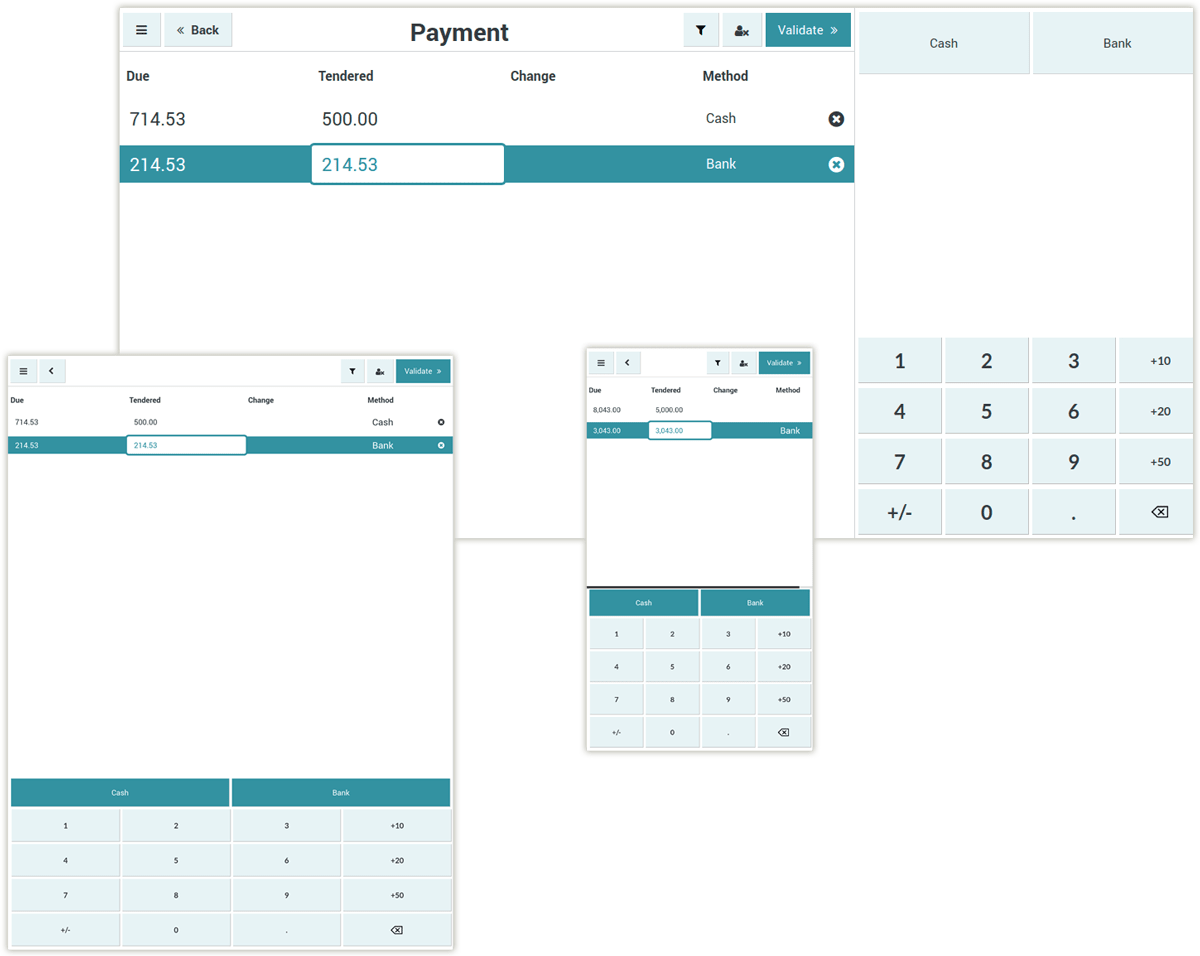 « Back Payment Validate »
Due Tendered Change Method
714.53 500.00 Cash
214.53 214.53 Bank
Cash Bank
1 2 3 +10
4 5 6 +20
7 8 9 +50
+/- 0 .
Validate »
Due Tendered Change Method
714.53 500.00 Cash
214.53 214.53 Bank
Cash Bank
1 2 3 +10
4 5 6 +20
7 8 9 +50
+/- 0 .
Validate »
Due Tendered Change Method
8,043.00 5,000.00
3,043.00 3,043.00 Bank
Cash Bank
1 2 3 +10
4 5 6 +20
7 8 9 +50
+/- 0 .